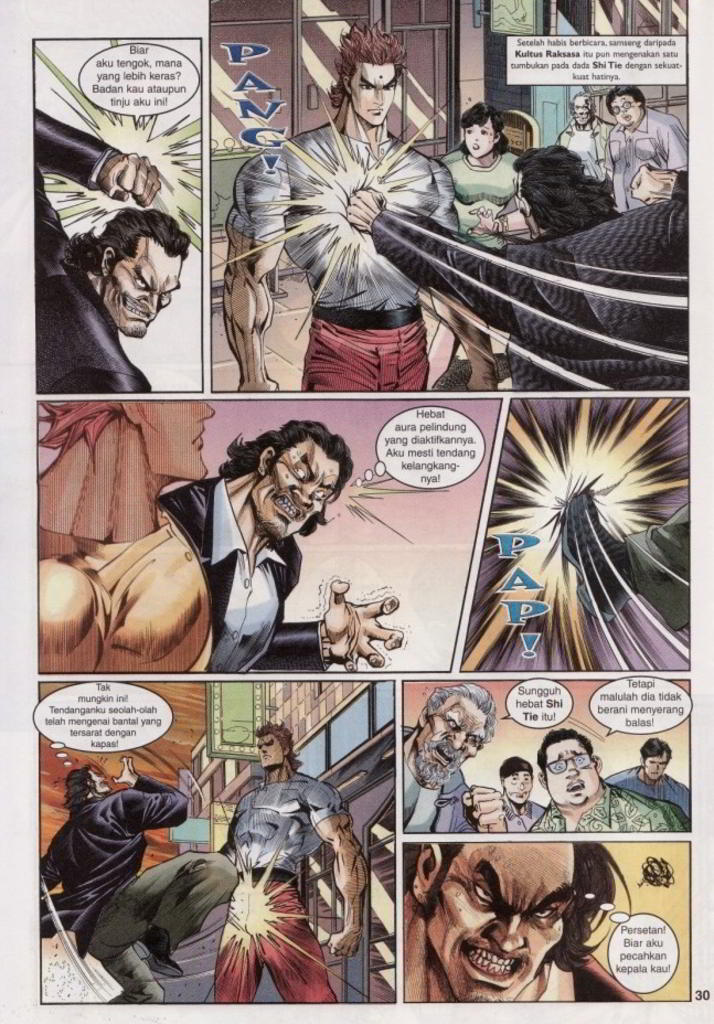 Biar
aku tengok, mana
yang lebih keras?
Badan kau ataupun
tinju aku ini!
PANG!
Setelah habis berbicara, samseng daripada
Kultus Raksasa itu pun mengenakan satu
tumbukan pada dada Shi Tie dengan sekuat-
kuat hatinya.
Hebat
aura pelindung
yang diaktifkannya.
Aku mesti tendang
kelangkang-
nya!
PAP!
Tak
mungkin ini!
Tendanganku seolah-olah
telah mengenai bantal yang
tersarat dengan
kapas!
Sungguh
hebat Shi
Tie itu!
Tetapi
malulah dia tidak
berani menyerang
balas!
Persetan!
Biar aku
pecahkan
kepala kau!
30